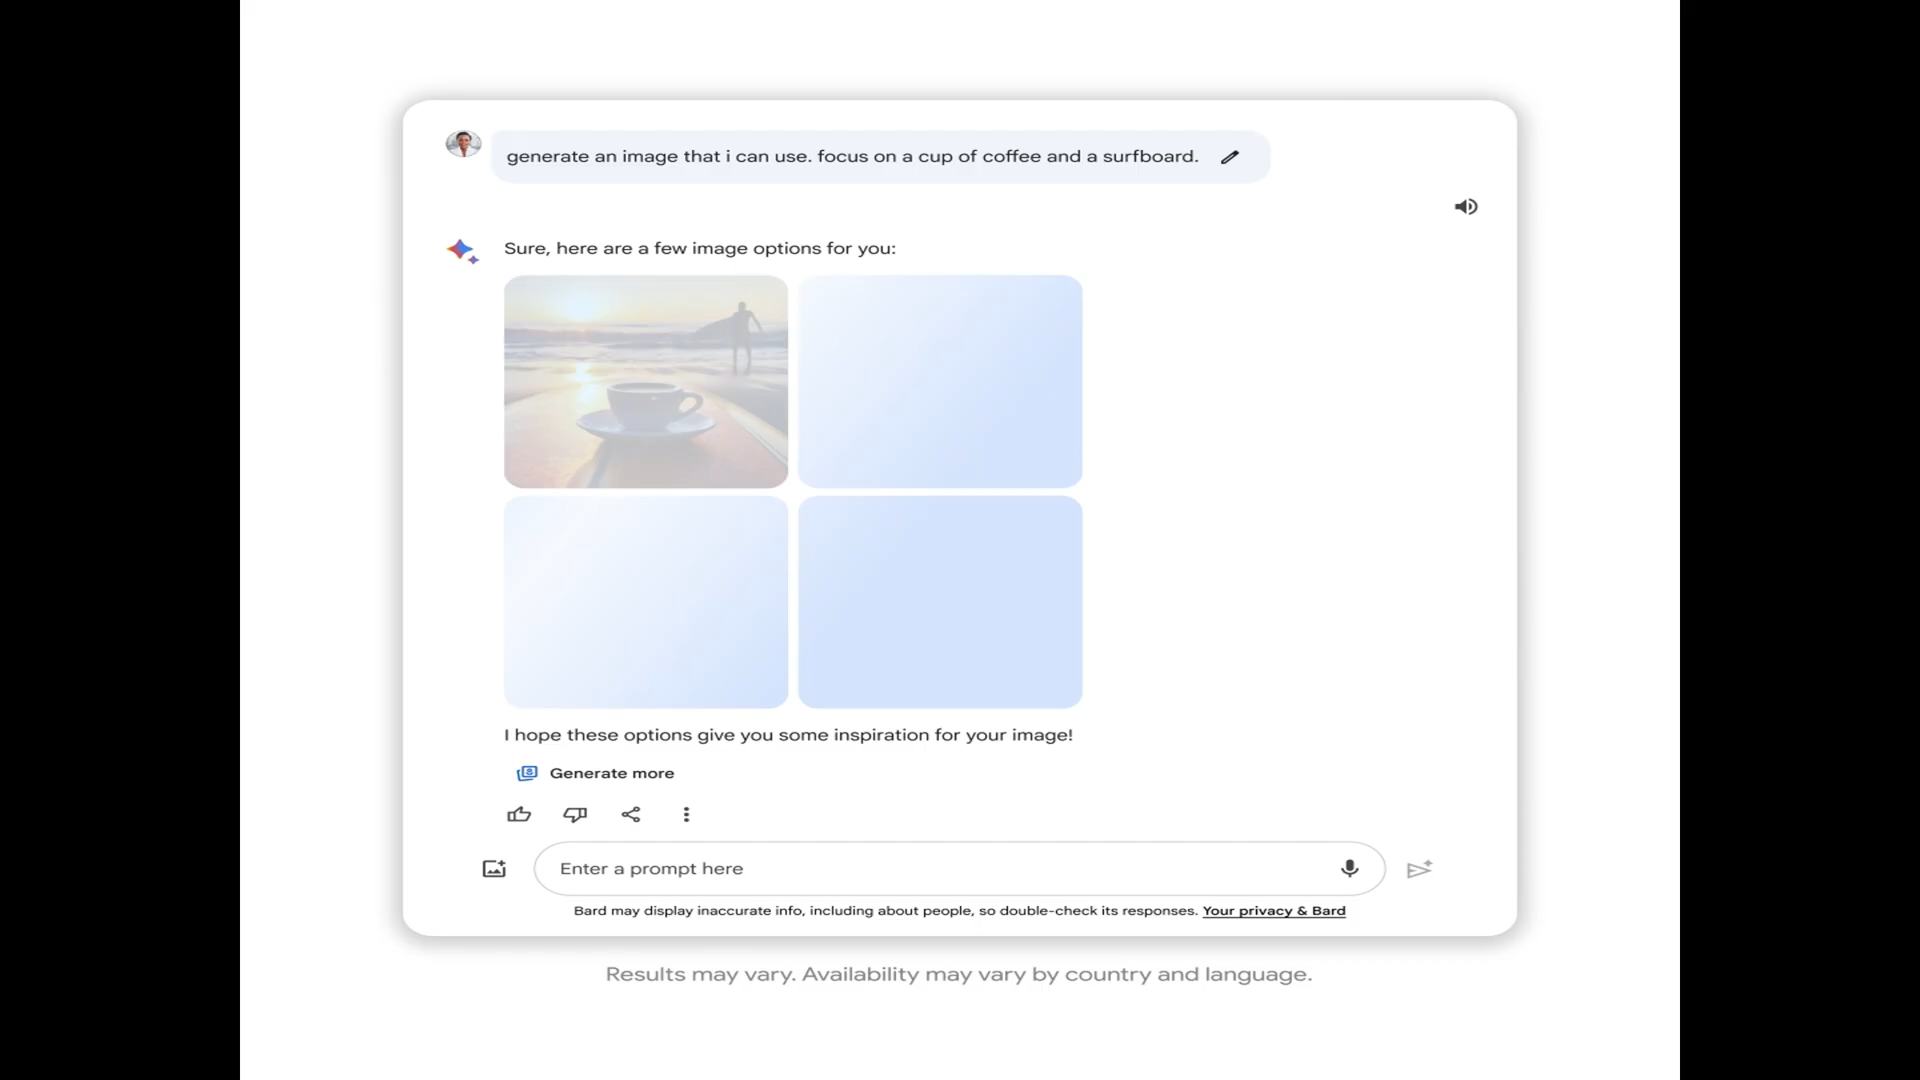 generate an image that i can use. focus on a cup of coffee and a surfboard.
Sure, here are a few image options for you:
I hope these options give you some inspiration for your image!
Generate more
Enter a prompt here
Bard may display inaccurate info, including about people, so double-check its responses. Your privacy & Bard
Results may vary. Availability may vary by country and language.